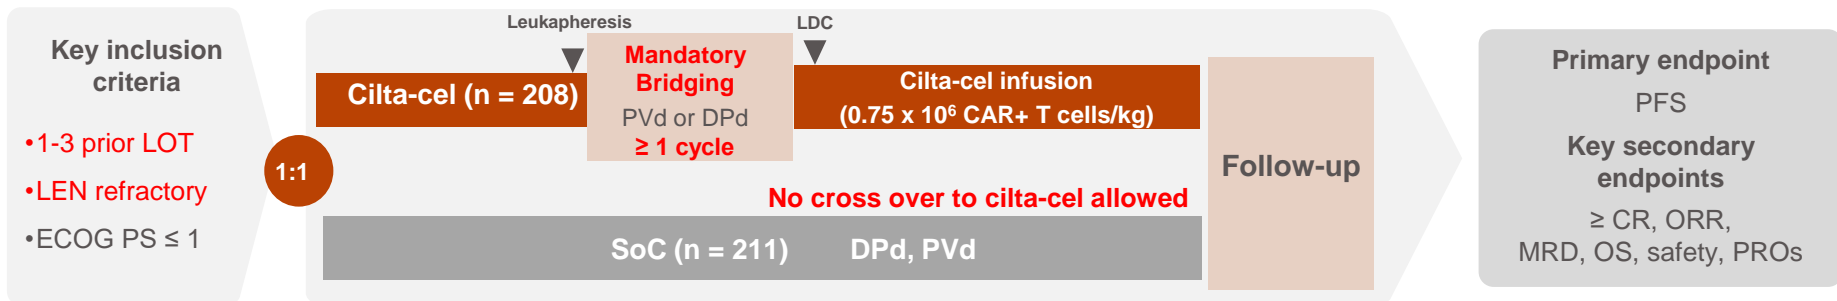 Key inclusion
criteria
•1-3 prior LOT
•LEN refractory
•ECOG PS ≤ 1
1:1
Leukapheresis
LDC
Cilta-cel (n = 208)
Mandatory
Bridging
PVd or DPd
≥ 1 cycle
Cilta-cel infusion
(0.75 x 10⁶ CAR+ T cells/kg)
No cross over to cilta-cel allowed
SoC (n = 211) DPd, PVd
Follow-up
Primary endpoint
PFS
Key secondary
endpoints
≥ CR, ORR,
MRD, OS, safety, PROs